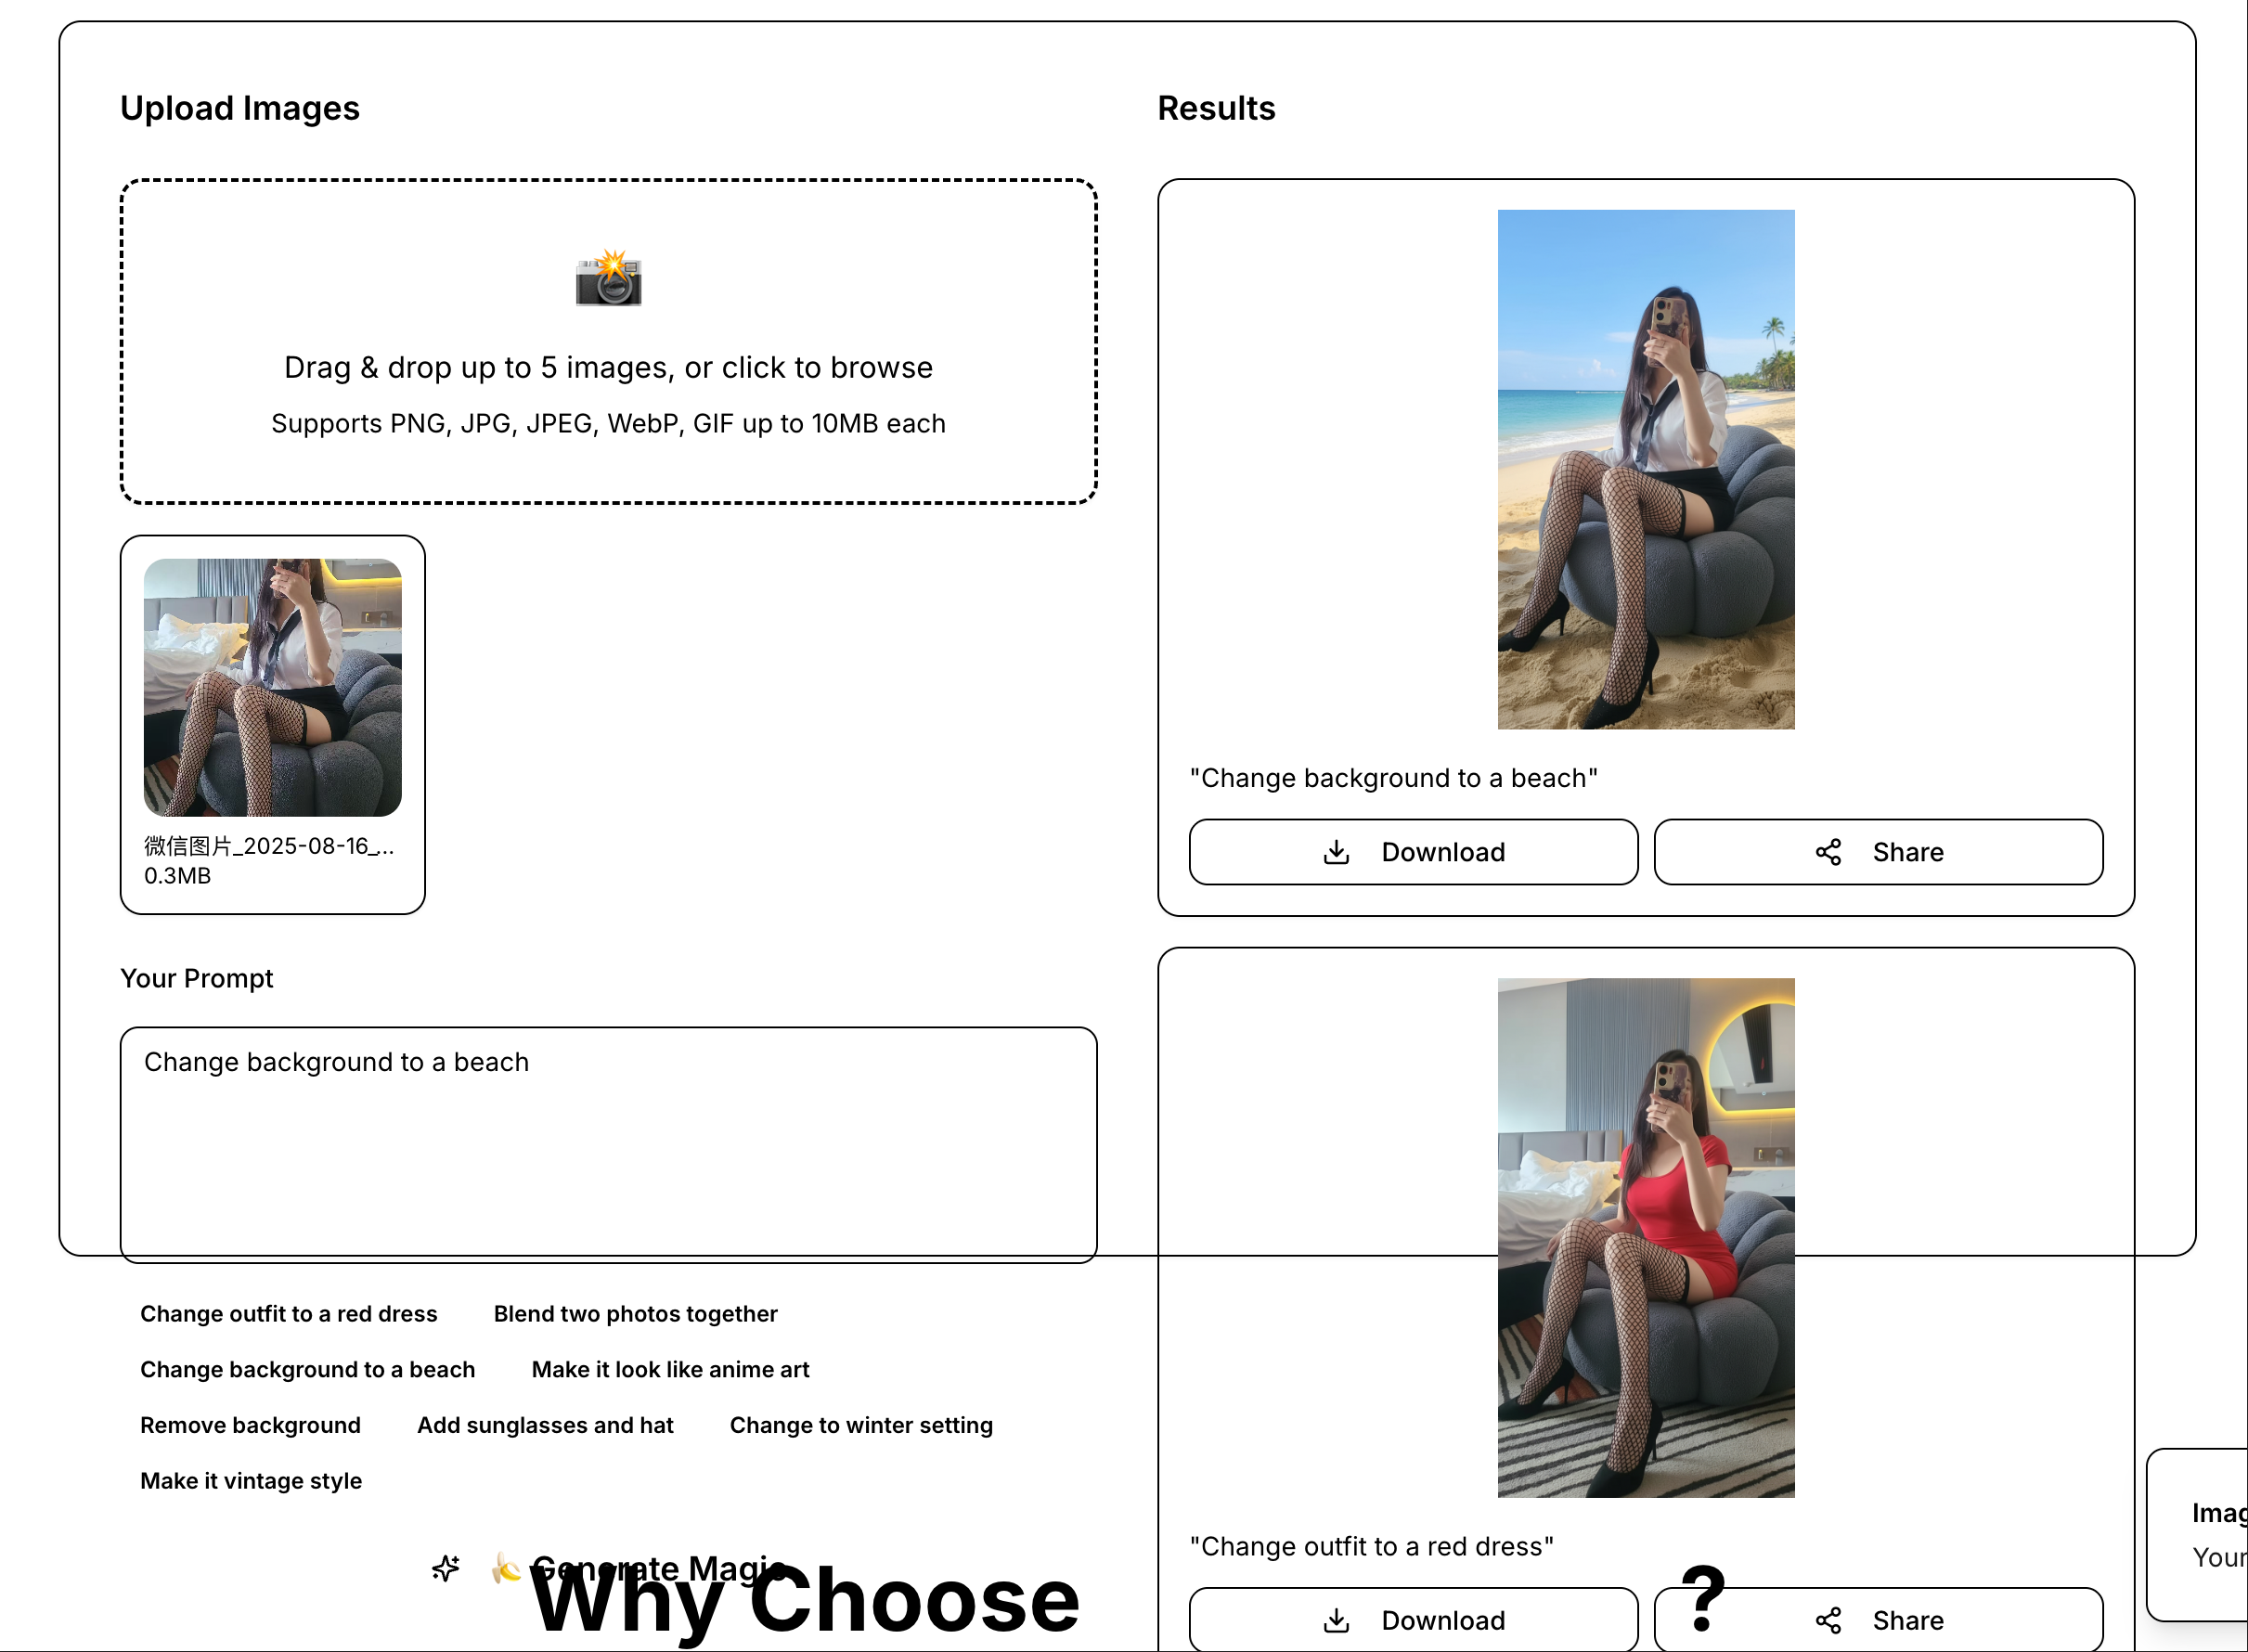 Upload Images
Drag & drop up to 5 images, or click to browse
Supports PNG, JPG, JPEG, WebP, GIF up to 10MB each
微信图片_2025-08-16_...
0.3MB
Your Prompt
Change background to a beach
Change outfit to a red dress
Blend two photos together
Change background to a beach
Make it look like anime art
Remove background
Add sunglasses and hat
Change to winter setting
Make it vintage style
Generate Magic
Results
"Change background to a beach"
Download
Share
"Change outfit to a red dress"
Download
Share
Why Choose ?
Imag
Your